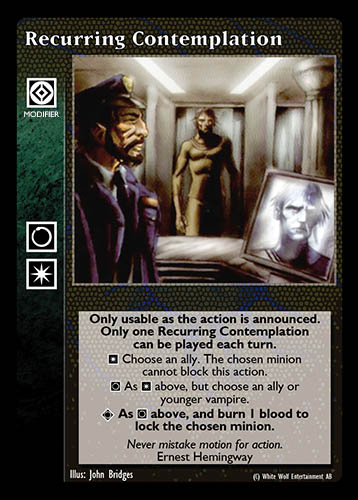 Recurring Contemplation
MODIFIER
Only usable as the action is announced.
Only one Recurring Contemplation
can be played each turn.
Choose an ally. The chosen minion
cannot block this action.
As above, but choose an ally or
younger vampire.
As above, and burn 1 blood to
lock the chosen minion.
Never mistake motion for action.
Ernest Hemingway
Illus: John Bridges
(C) White Wolf Entertainment AB